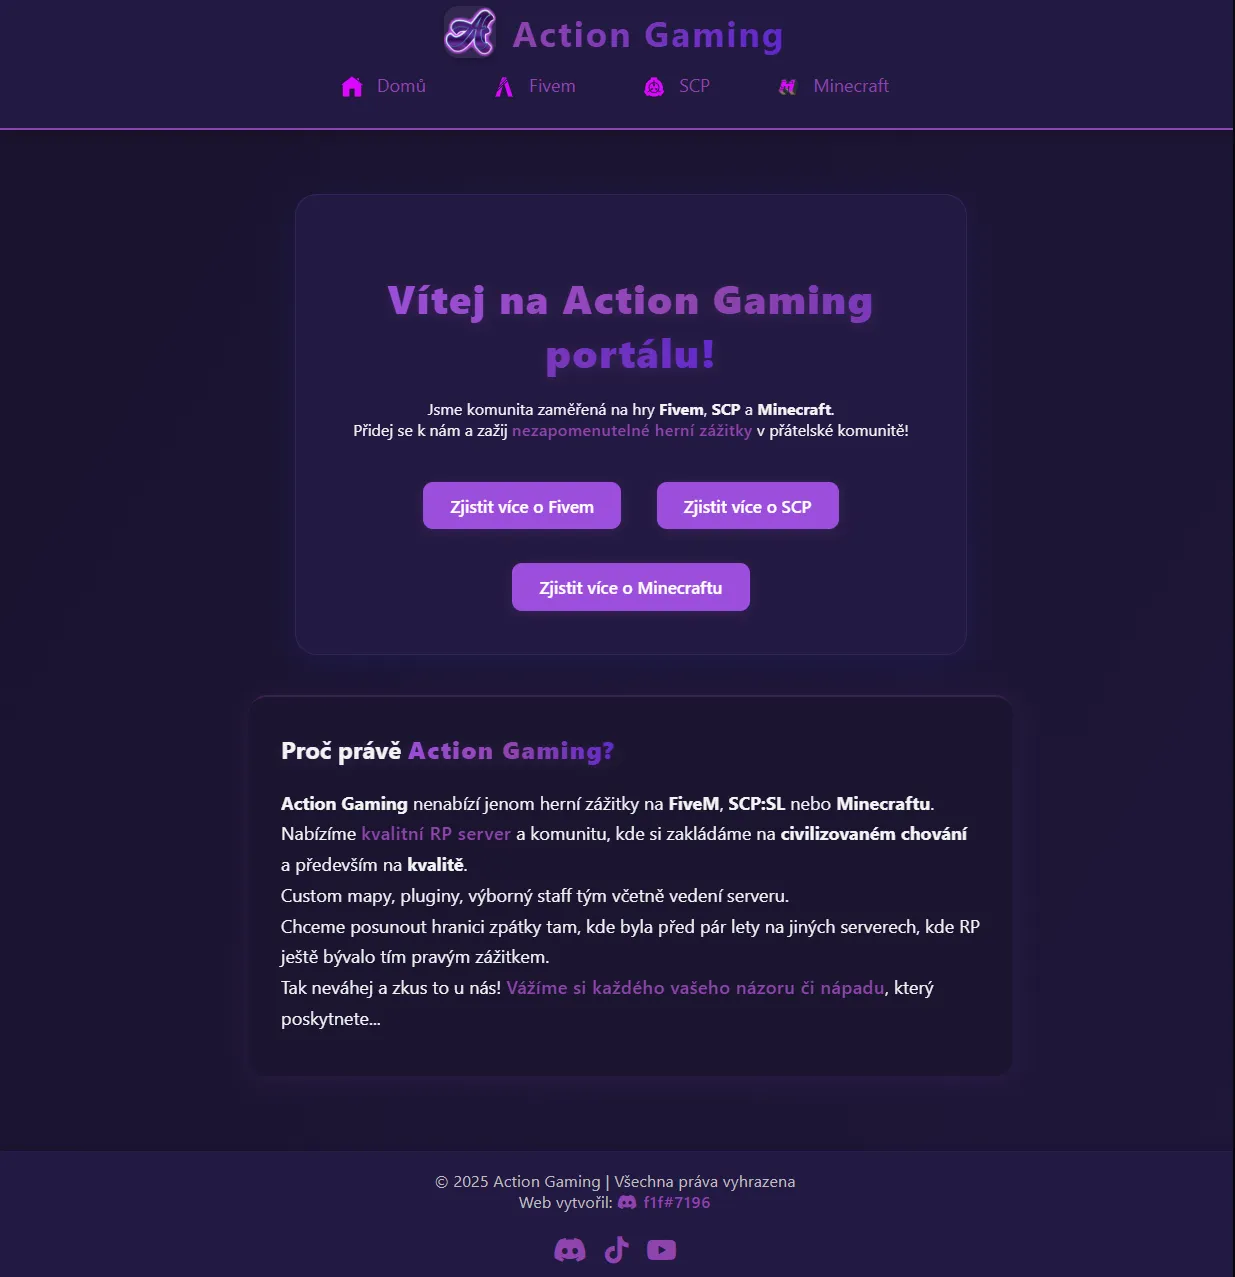 Action Gaming
Domů Fivem SCP Minecraft
Vítej na Action Gaming
portálu!
Jsme komunita zaměřená na hry Fivem, SCP a Minecraft.
Přidej se k nám a zažij nezapomenutelné herní zážitky v přátelské komunitě!
Zjistit více o Fivem Zjistit více o SCP
Zjistit více o Minecraftu
Proč právě Action Gaming?
Action Gaming nenabízí jenom herní zážitky na FiveM, SCP:SL nebo Minecraftu.
Nabízíme kvalitní RP server a komunitu, kde si zakládáme na civilizovaném chování
a především na kvalitě.
Custom mapy, pluginy, výborný staff tým včetně vedení serveru.
Chceme posunout hranici zpátky tam, kde byla před pár lety na jiných serverech, kde RP
ještě bývalo tím pravým zážitkem.
Tak neváhej a zkus to u nás! Vážíme si každého vašeho názoru či nápadu, který
poskytnete...
© 2025 Action Gaming | Všechna práva vyhrazena
Web vytvořil: f1f#7196